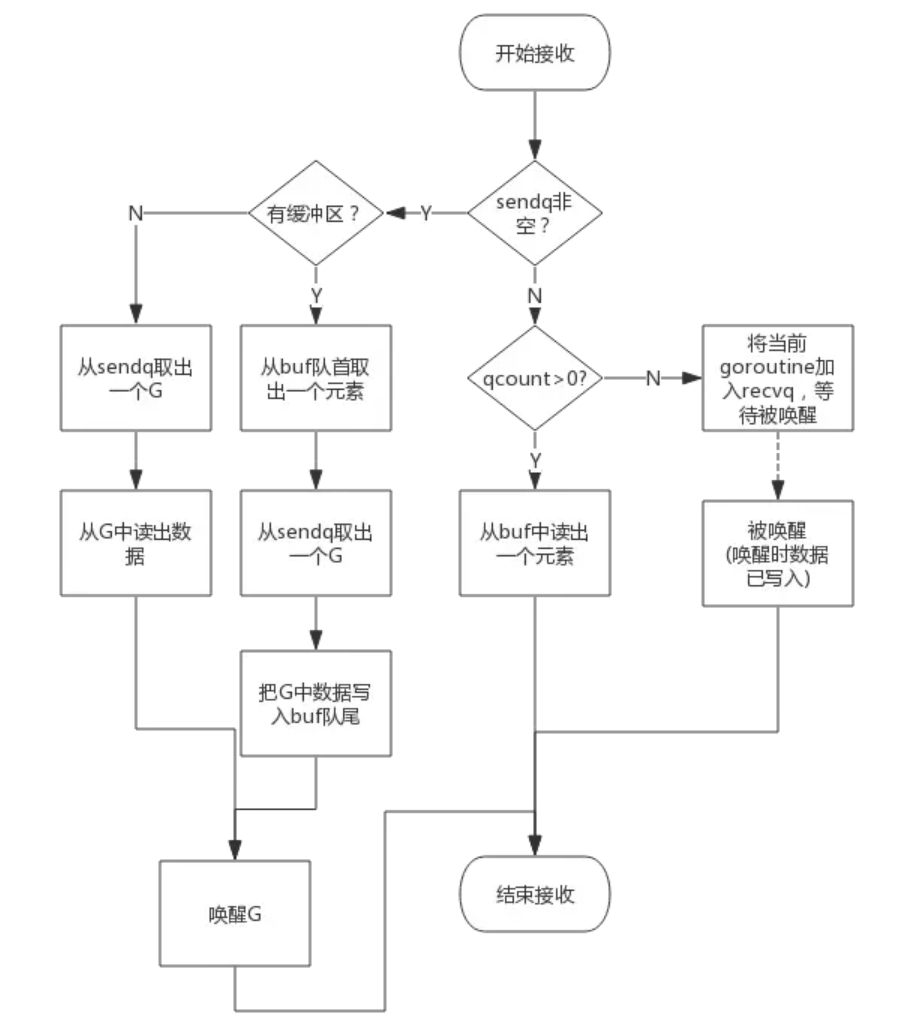 开始接收
sendq非
空？
Y
有缓冲区？
N
Y
N
从sendq取出
一个G
从buf队首取
出一个元素
qcount>0?
N
将当前
goroutine加
入recvq，等
待被唤醒
Y
从G中读出数
据
从sendq取出
一个G
从buf中读出
一个元素
被唤醒
(唤醒时数据
已写入)
把G中数据写
入buf队尾
唤醒G
结束接收